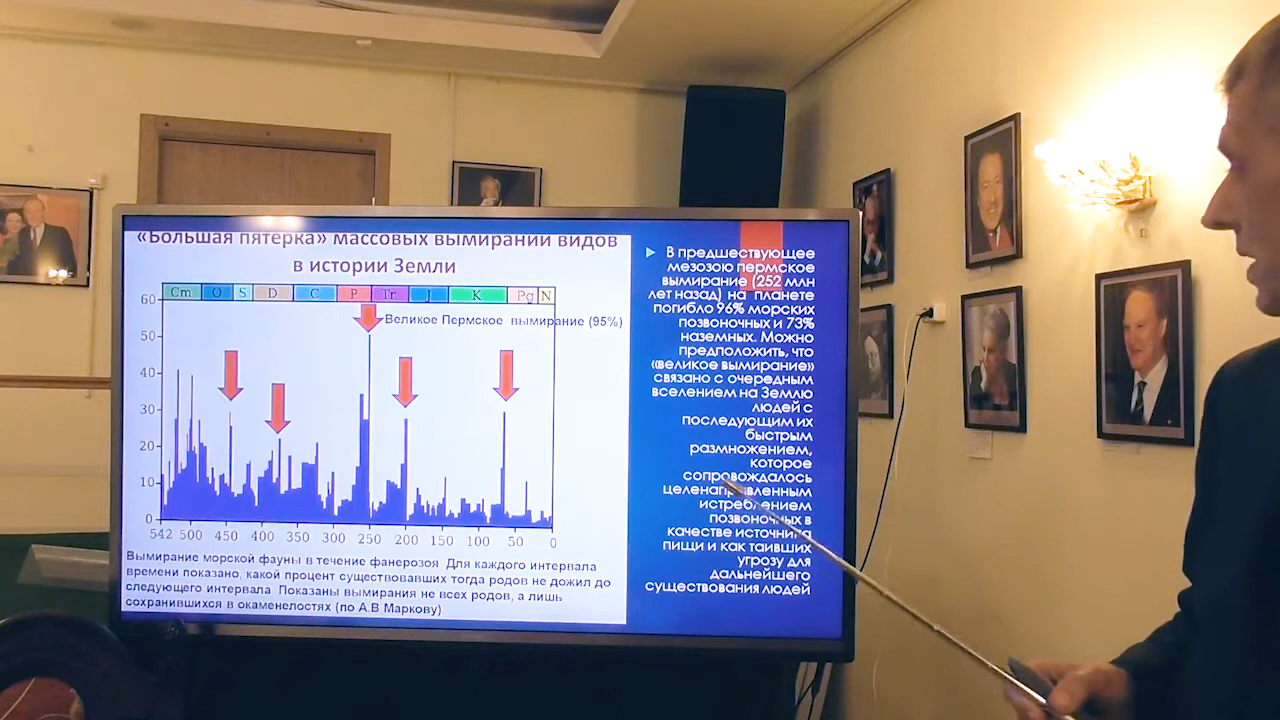 «Большая пятерка» массовых вымираний видов
в истории Земли
Cm O S D C P Tr J K Pg N
Великое Пермское вымирание (95%)
60
50
40
30
20
10
0
542 500 450 400 350 300 250 200 150 100 50 0
Вымирание морской фауны в течение фанерозоя Для каждого интервала
времени показано, какой процент существовавших тогда родов не дожил до
следующего интервала Показаны вымирания не всех родов, а лишь
сохранившихся в окаменелостях (по А.В Маркову)
В предшествующее
мезозою пермское
вымирание (252 млн
лет назад) на планете
погибло 96% морских
позвоночных и 73%
наземных. Можно
предположить, что
«великое вымирание»
связано с очередным
вселением на Землю
людей с
последующим их
быстрым
размножением,
которое
сопровождалось
целенаправленным
истреблением
позвоночных в
качестве источника
пищи и как таивших
угрозу для
дальнейшего
существования людей